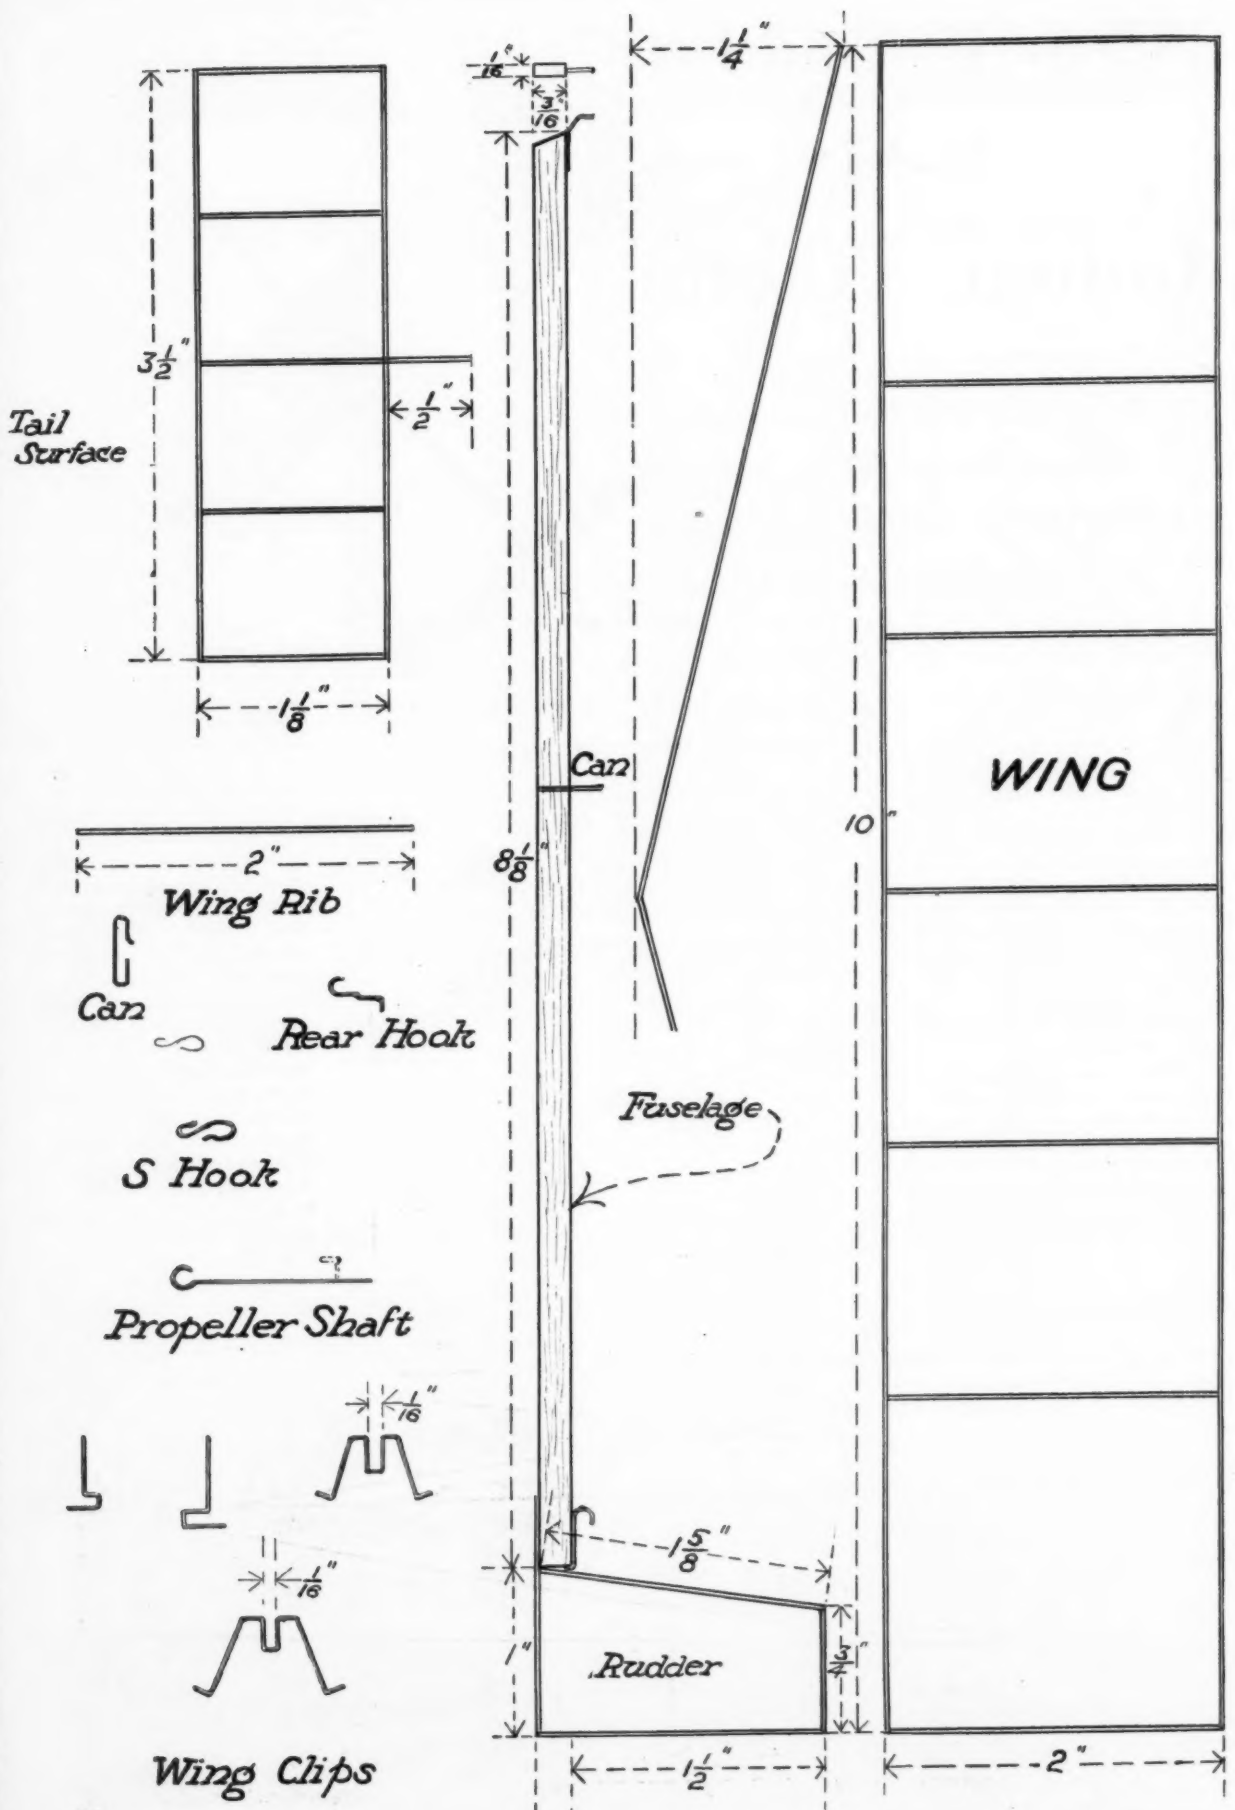 1/16"
3/16"
1 1/4"
3 1/2"
1/2"
Tail
Surface
1 1/8"
Can
WING
10"
8 1/8"
2"
Wing Rib
Can
Rear Hook
Fuselage
S Hook
Propeller Shaft
1/16"
1 5/8"
1/16"
1"
Rudder
3/4"
Wing Clips
1 1/2"
2"